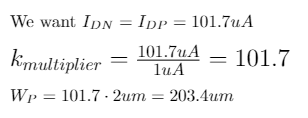 We want I_{DN} = I_{DP} = 101.7uA
k_{multiplier} = \frac{101.7uA}{1uA} = 101.7
W_P = 101.7 · 2um = 203.4um